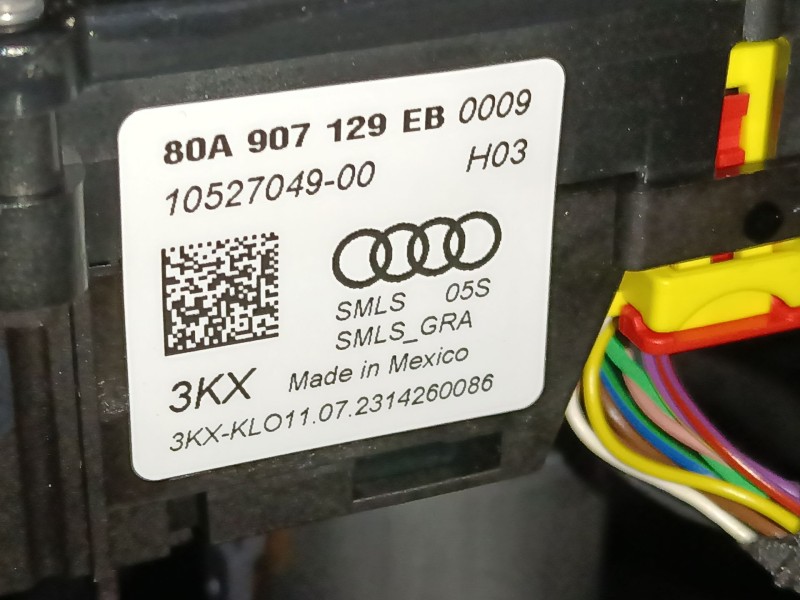 80A 907 129 EB 0009
10527049-00 H03
SMLS 05S
SMLS_GRA
Made in Mexico
3KX
3KX-KLO11.07.2314260086